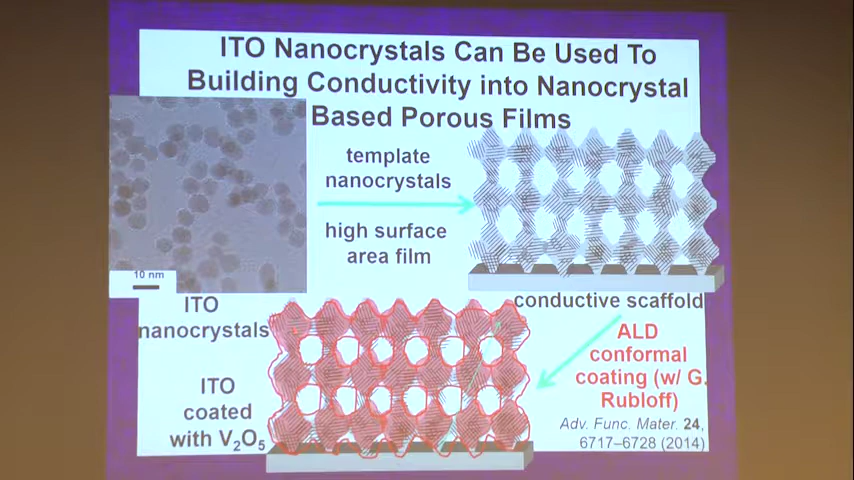 ITO Nanocrystals Can Be Used To
Building Conductivity into Nanocrystal
Based Porous Films
template
nanocrystals
high surface
area film
10 nm
ITO
nanocrystals
conductive scaffold
ALD
conformal
coating (w/ G.
Rubloff)
ITO
coated
with V₂O₅
Adv. Func. Mater. 24,
6717–6728 (2014)